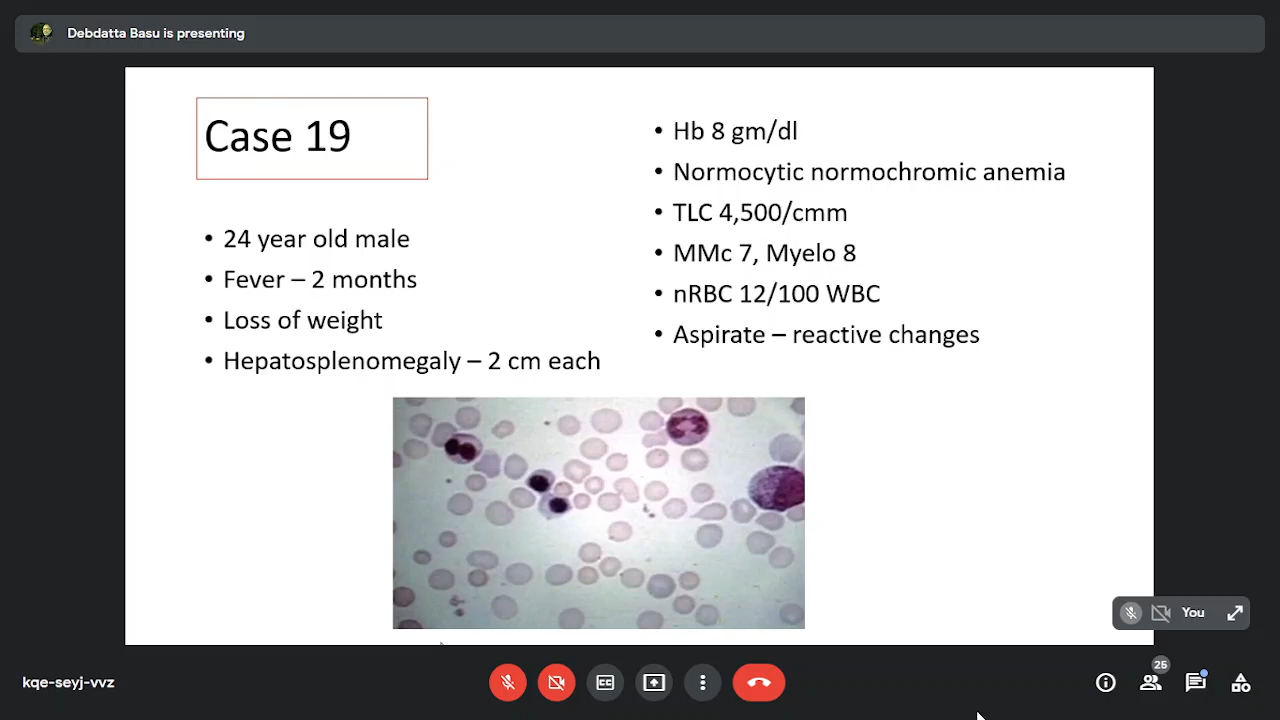 Debdatta Basu is presenting
Case 19
• 24 year old male
• Fever – 2 months
• Loss of weight
• Hepatosplenomegaly – 2 cm each
• Hb 8 gm/dl
• Normocytic normochromic anemia
• TLC 4,500/cmm
• MMc 7, Myelo 8
• nRBC 12/100 WBC
• Aspirate – reactive changes
You
kqe-seyj-vvz
CC
25